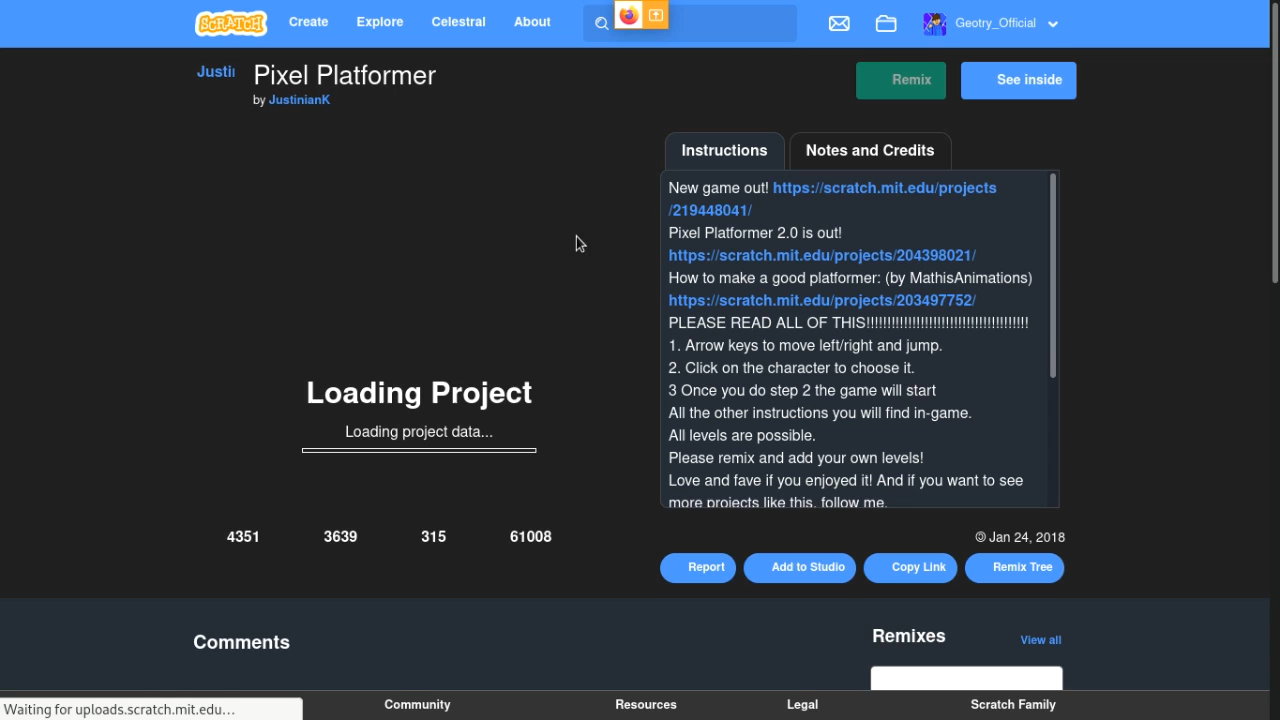 SCRATCH Create Explore Celestral About Geotry_Official
Justi
Pixel Platformer
by JustinianK
Remix See inside
Instructions Notes and Credits
New game out! https://scratch.mit.edu/projects
/219448041/
Pixel Platformer 2.0 is out!
https://scratch.mit.edu/projects/204398021/
How to make a good platformer: (by MathisAnimations)
https://scratch.mit.edu/projects/203497752/
PLEASE READ ALL OF THIS!!!!!!!!!!!!!!!!!!!!!!!!!!!!!!!!!!!!!!!
1. Arrow keys to move left/right and jump.
2. Click on the character to choose it.
3 Once you do step 2 the game will start
All the other instructions you will find in-game.
All levels are possible.
Please remix and add your own levels!
Love and fave if you enjoyed it! And if you want to see
more projects like this, follow me.
Loading Project
Loading project data...
4351 3639 315 61008
© Jan 24, 2018
Report Add to Studio Copy Link Remix Tree
Comments
Remixes View all
Waiting for uploads.scratch.mit.edu…
Community Resources Legal Scratch Family